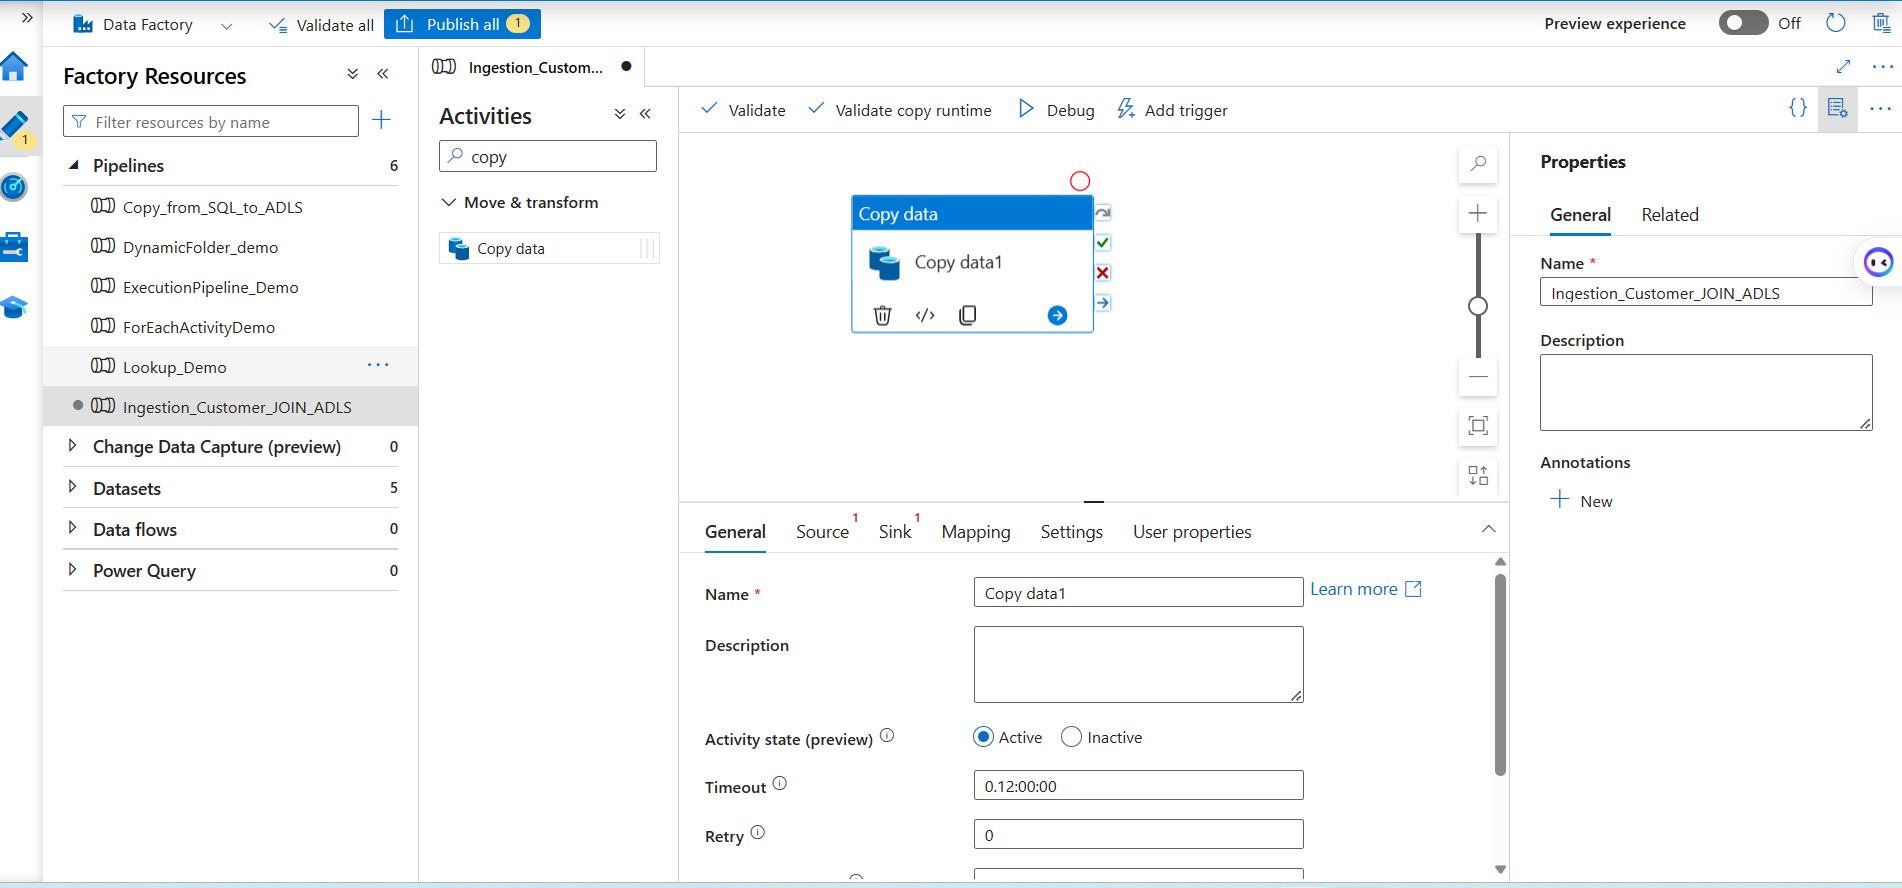 Data Factory
Validate all
Publish all 1
Preview experience
Off
Factory Resources
Filter resources by name
1
Pipelines 6
Copy_from_SQL_to_ADLS
DynamicFolder_demo
ExecutionPipeline_Demo
ForEachActivityDemo
Lookup_Demo
Ingestion_Customer_JOIN_ADLS
Change Data Capture (preview) 0
Datasets 5
Data flows 0
Power Query 0
Ingestion_Custom...
Activities
copy
Move & transform
Copy data
Validate
Validate copy runtime
Debug
Add trigger
Copy data
Copy data1
General
Source 1
Sink 1
Mapping
Settings
User properties
Name *
Copy data1
Learn more
Description
Activity state (preview)
Active
Inactive
Timeout
0.12:00:00
Retry
0
Properties
General
Related
Name *
Ingestion_Customer_JOIN_ADLS
Description
Annotations
New